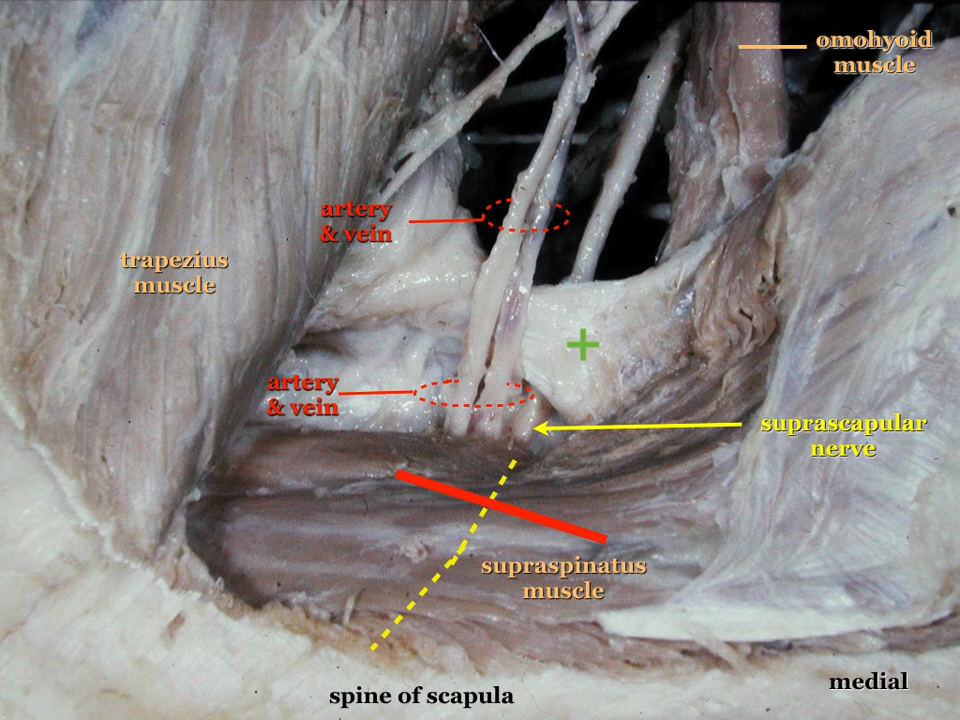 omohyoid
muscle
artery
& vein
trapezius
muscle
artery
& vein
suprascapular
nerve
supraspinatus
muscle
medial
spine of scapula